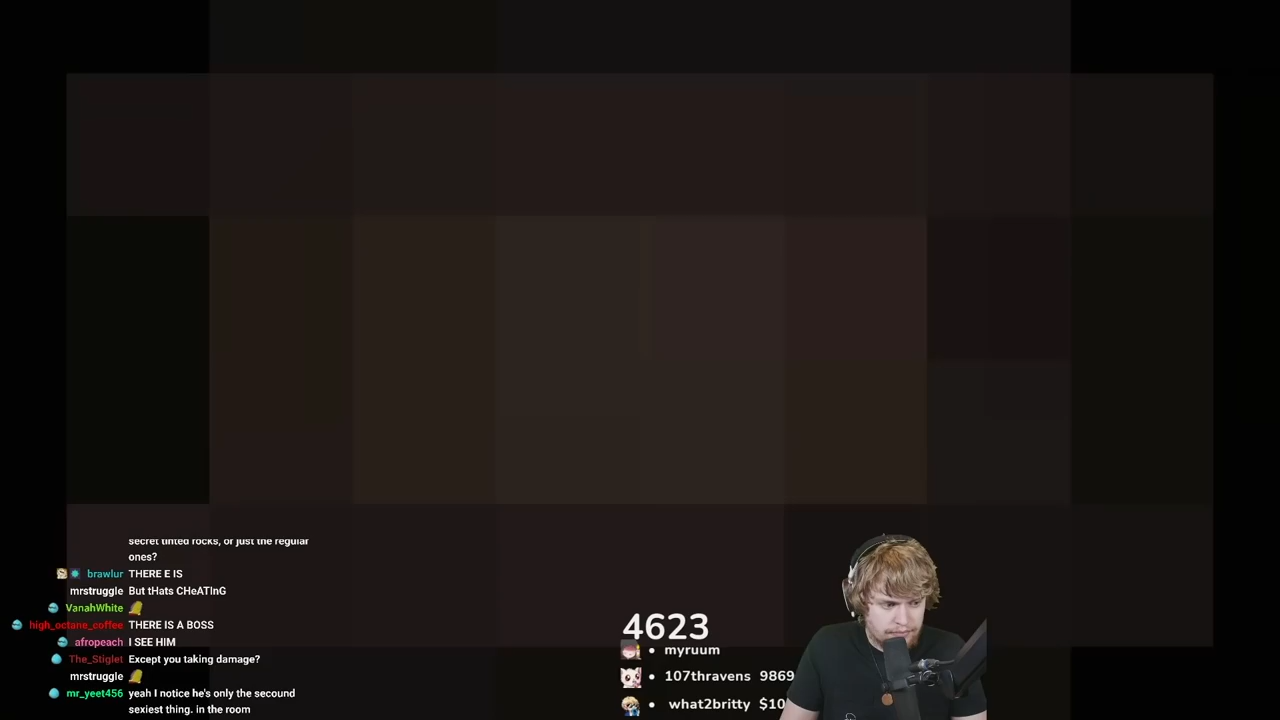 secret tinted rocks, or just the regular
ones?
brawlur THERE E IS
mrstruggle But tHats CHeATInG
VanahWhite
high_octane_coffee THERE IS A BOSS
afropeach I SEE HIM
The_Stiglet Except you taking damage?
mrstruggle
mr_yeet456 yeah I notice he's only the secound
sexiest thing. in the room
4623
• myruum
• 107thravens 9869
• what2britty $10